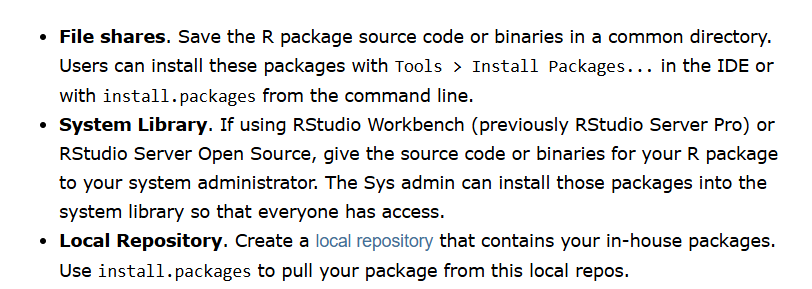 • File shares. Save the R package source code or binaries in a common directory.
Users can install these packages with Tools > Install Packages... in the IDE or
with install.packages from the command line.
• System Library. If using RStudio Workbench (previously RStudio Server Pro) or
RStudio Server Open Source, give the source code or binaries for your R package
to your system administrator. The Sys admin can install those packages into the
system library so that everyone has access.
• Local Repository. Create a local repository that contains your in-house packages.
Use install.packages to pull your package from this local repos.